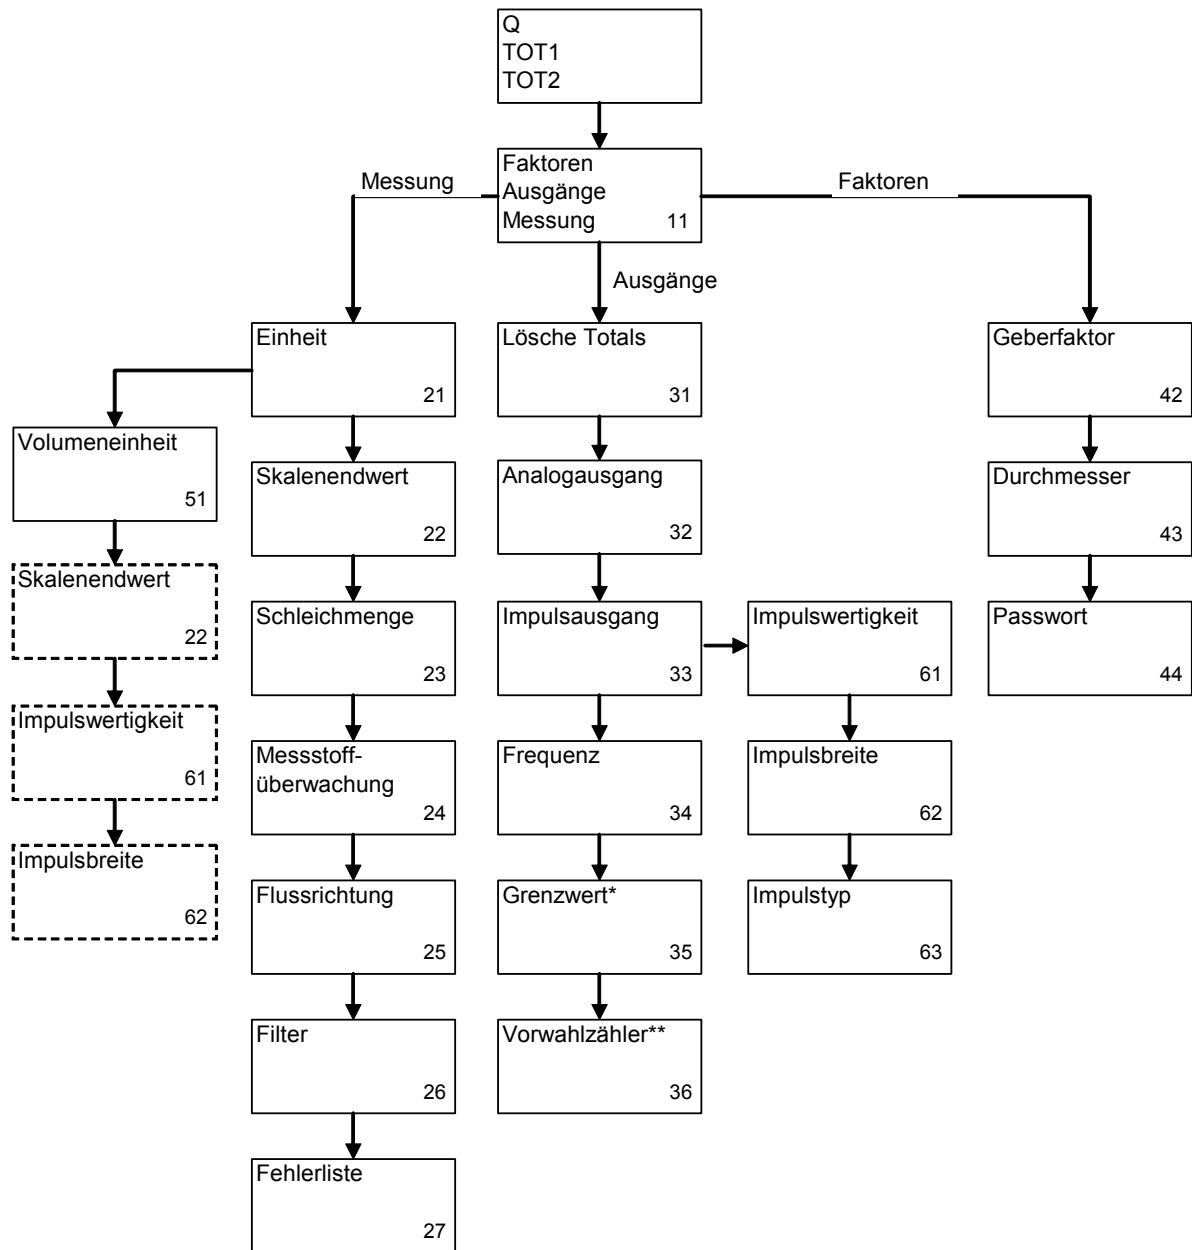 Q
TOT1
TOT2
Faktoren
Ausgänge
Messung
11
Messung
Faktoren
Ausgänge
Einheit
21
Lösche Totals
31
Geberfaktor
42
Volumeneinheit
51
Skalenendwert
22
Analogausgang
32
Durchmesser
43
Skalenendwert
22
Schleichmenge
23
Impulsausgang
33
Impulswertigkeit
61
Passwort
44
Impulswertigkeit
61
Messstoff-
überwachung
24
Frequenz
34
Impulsbreite
62
Impulsbreite
62
Flussrichtung
25
Grenzwert*
35
Impulstyp
63
Filter
26
Vorwahlzähler**
36
Fehlerliste
27